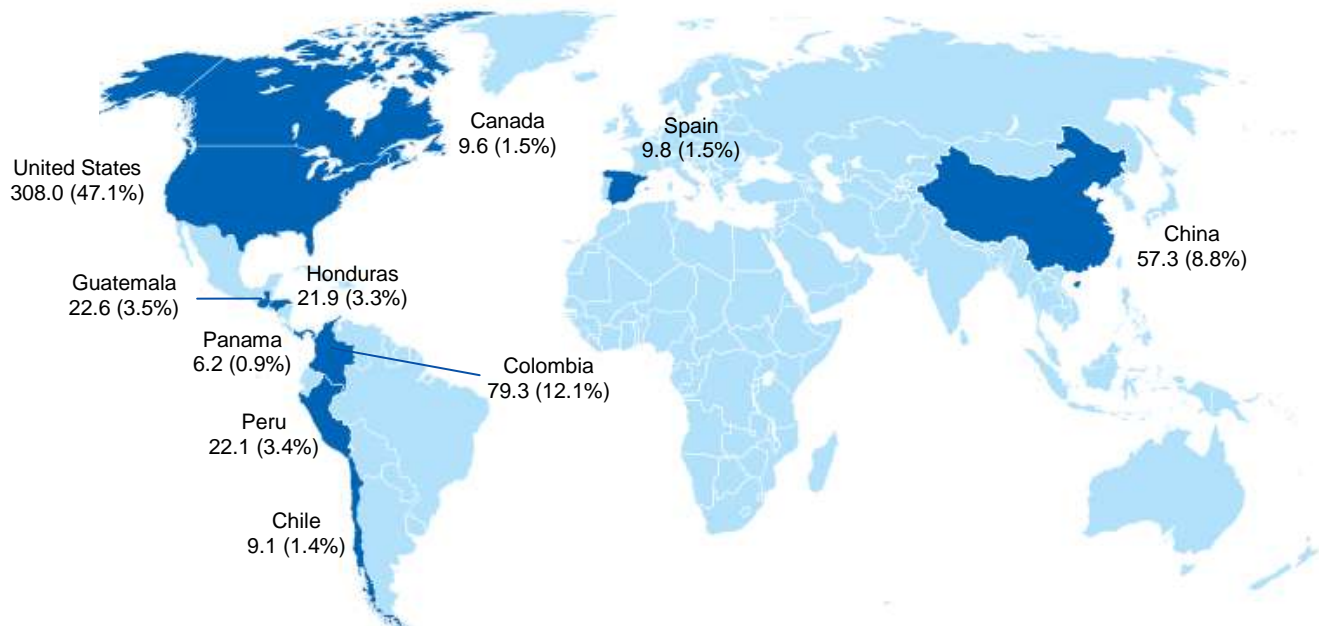 Canada
9.6 (1.5%)
Spain
9.8 (1.5%)
United States
308.0 (47.1%)
China
57.3 (8.8%)
Guatemala
22.6 (3.5%)
Honduras
21.9 (3.3%)
Panama
6.2 (0.9%)
Colombia
79.3 (12.1%)
Peru
22.1 (3.4%)
Chile
9.1 (1.4%)